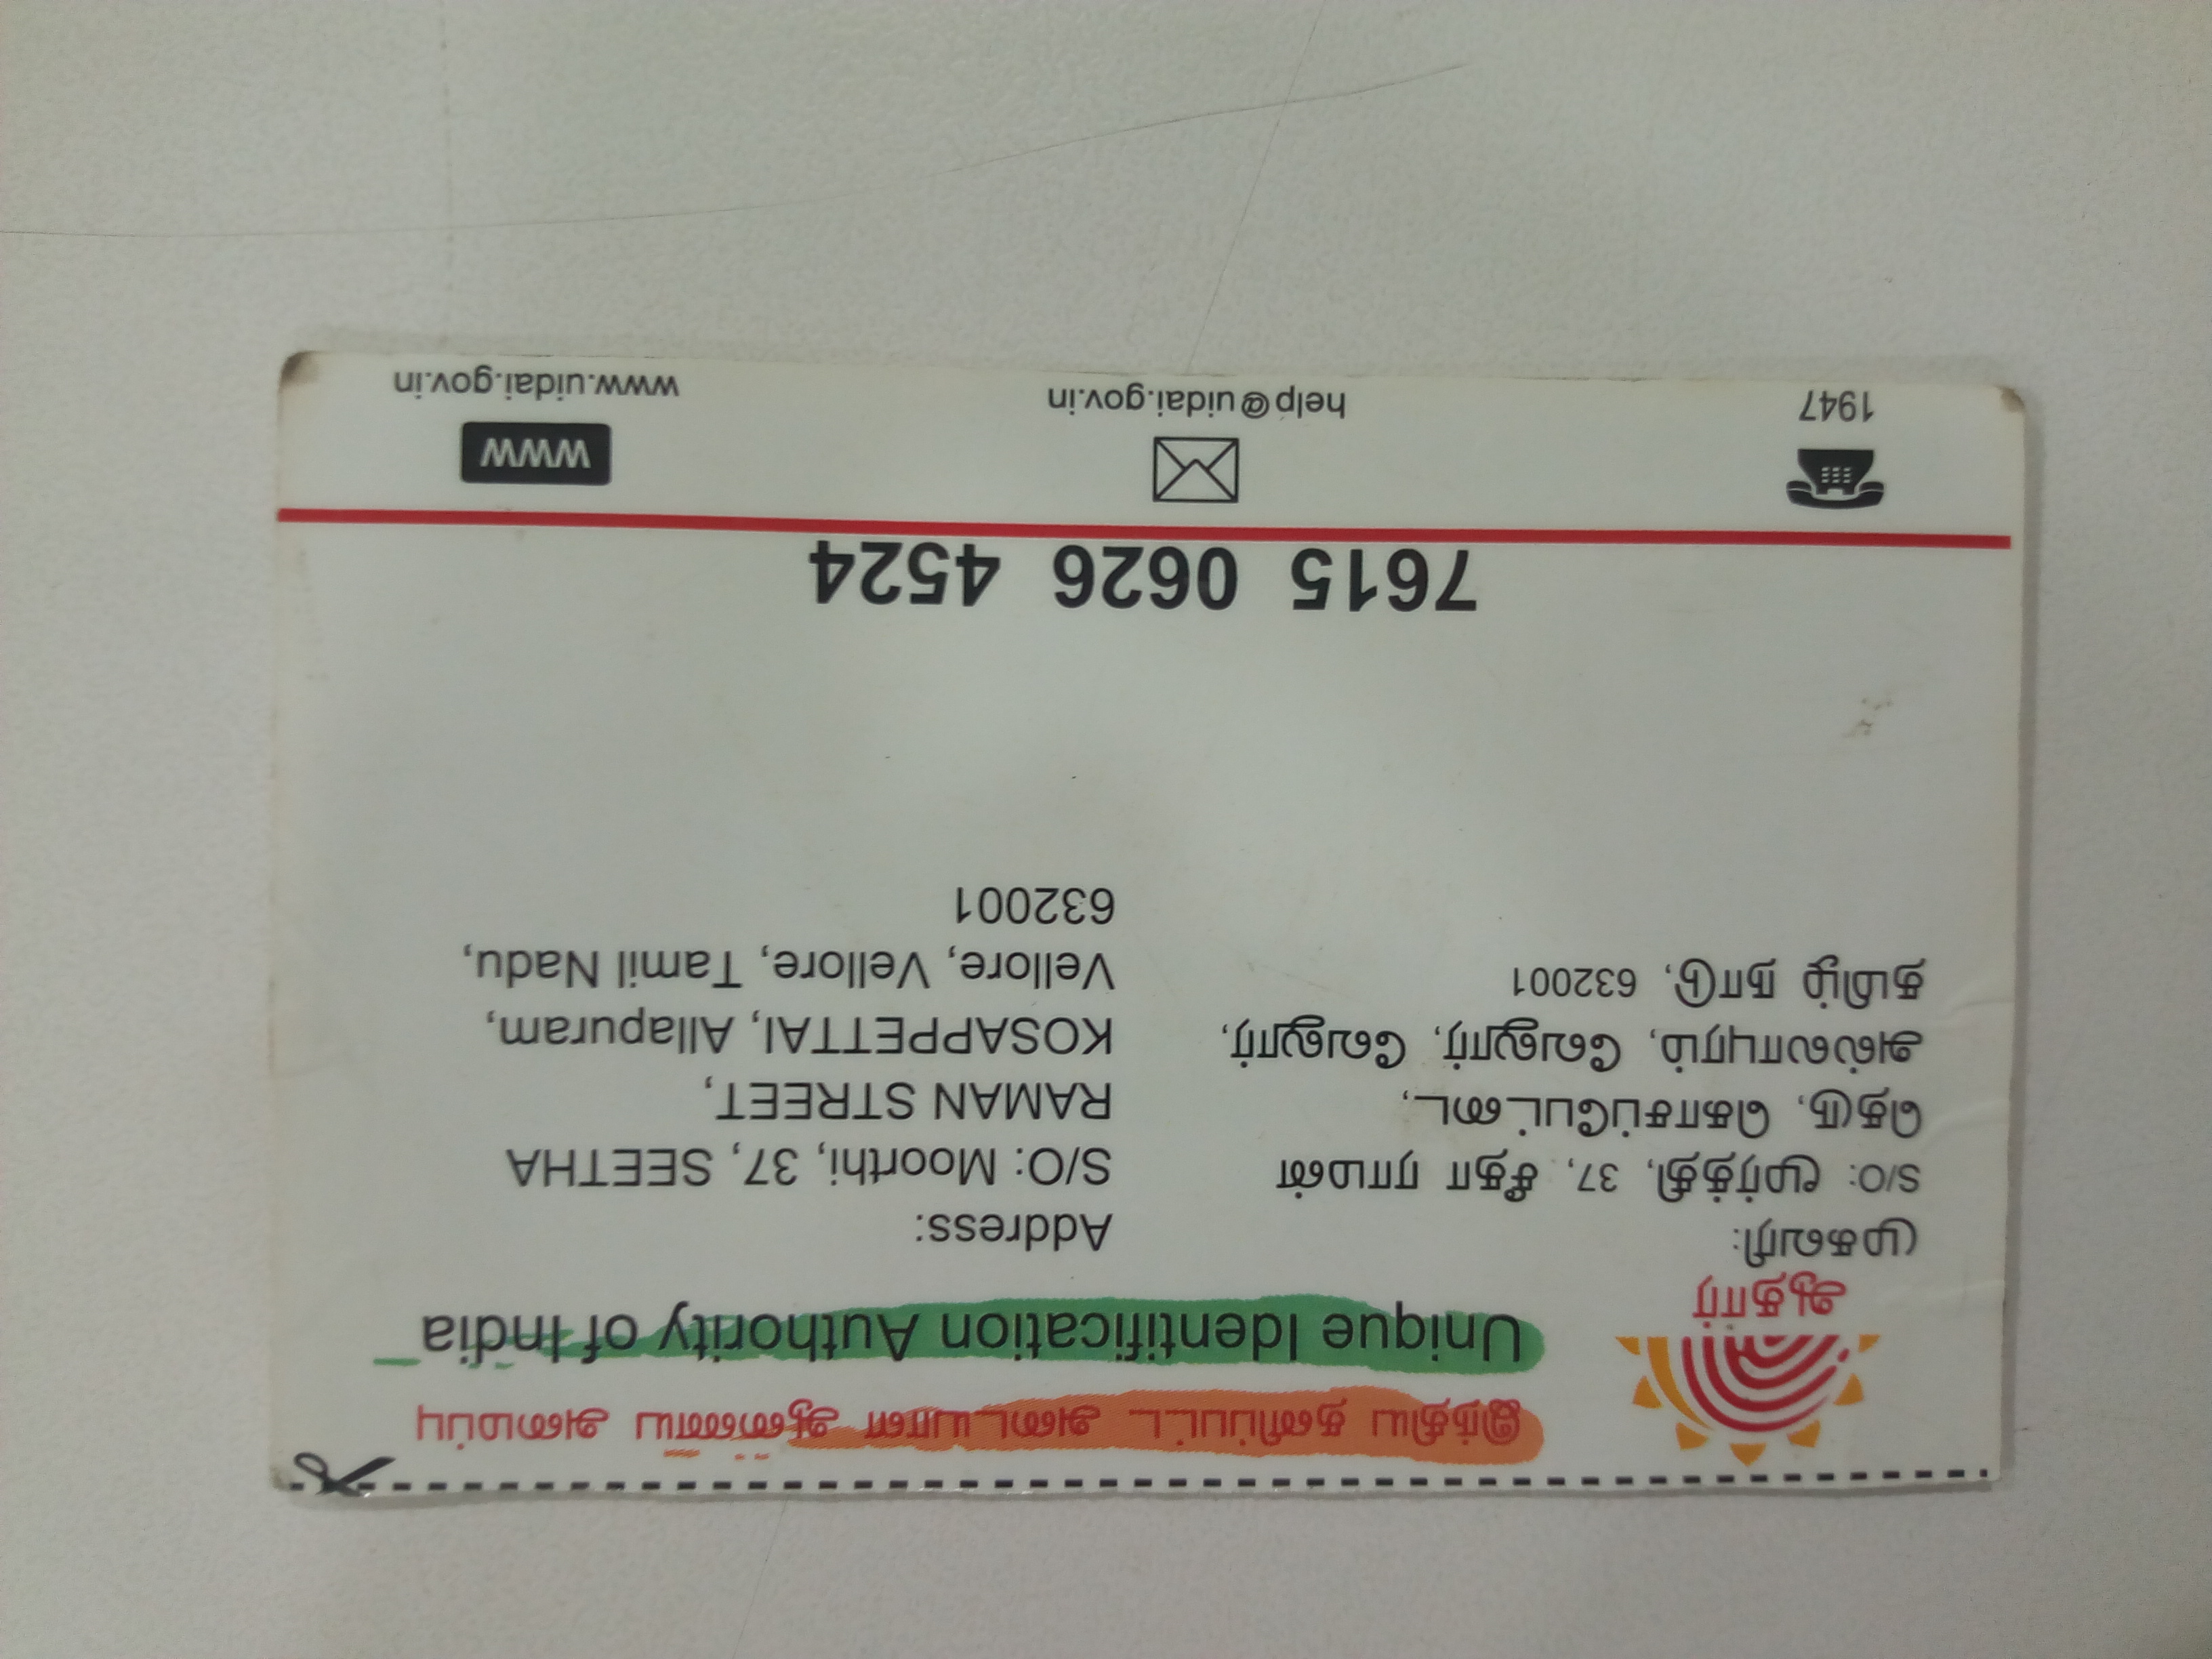 இந்திய தனிப்பட்ட அடையாள ஆணைய அமைப்பு
Unique Identification Authority of India
ஆதார்
முகவரி:
S/O: மூர்த்தி, 37, சீதா ராமன்
தெரு, கொசப்பேட்டை,
அல்லாபுரம், வேலூர், வேலூர்,
தமிழ் நாடு, 632001
Address:
S/O: Moorthi, 37, SEETHA
RAMAN STREET,
KOSAPPETTAI, Allapuram,
Vellore, Vellore, Tamil Nadu,
632001
7615 0626 4524
1947
help@uidai.gov.in
WWW
www.uidai.gov.in